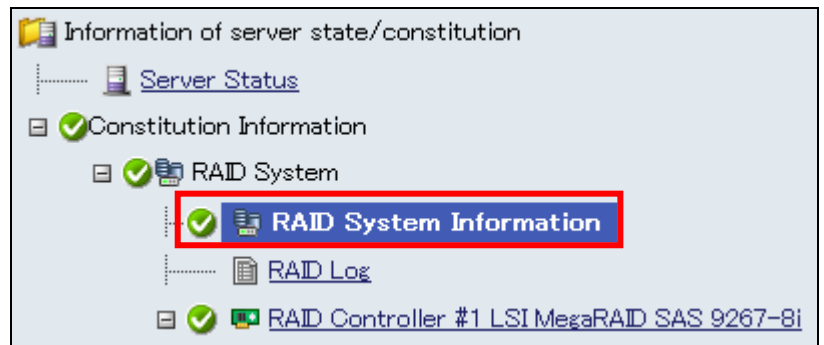 Information of server state/constitution
Server Status
Constitution Information
RAID System
RAID System Information
RAID Log
RAID Controller #1 LSI MegaRAID SAS 9267-8i